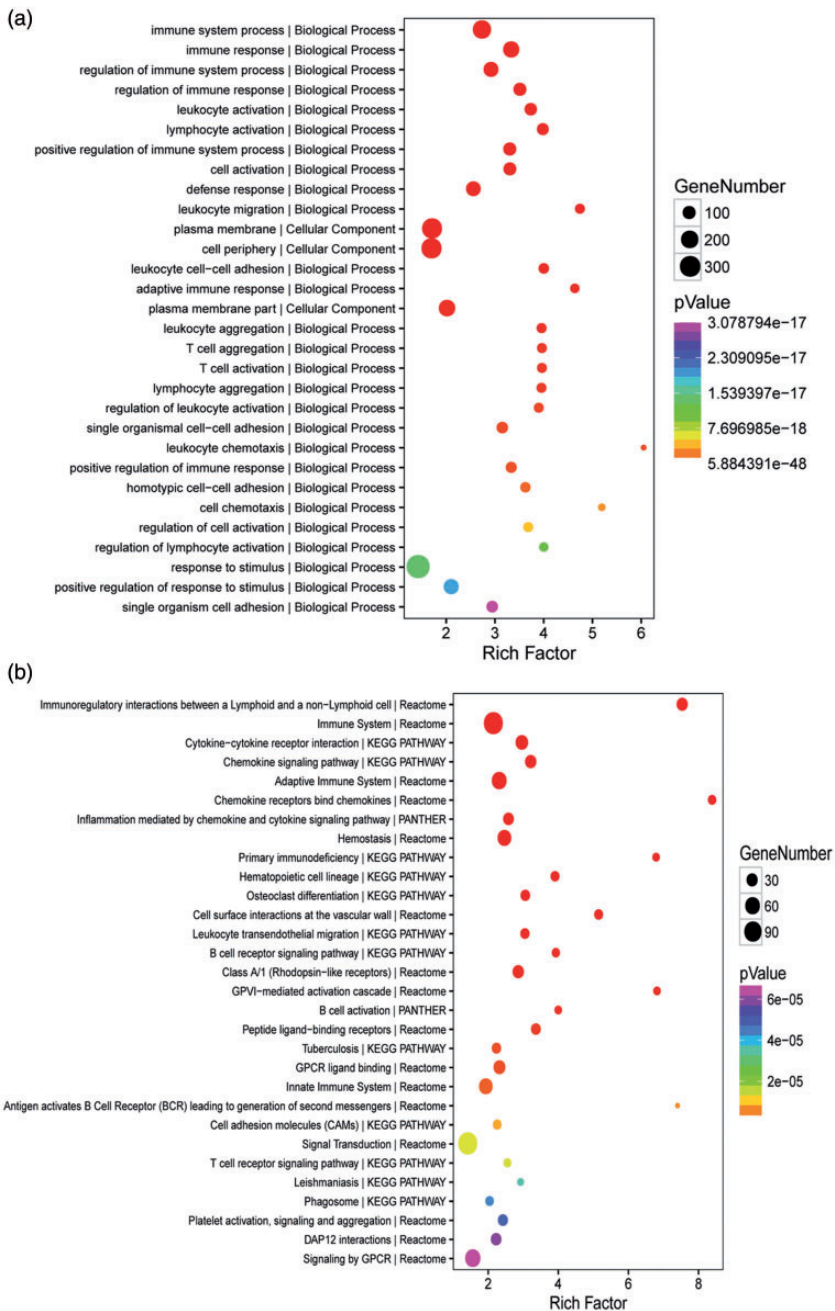 (a)
immune system process | Biological Process
immune response | Biological Process
regulation of immune system process | Biological Process
regulation of immune response | Biological Process
leukocyte activation | Biological Process
lymphocyte activation | Biological Process
positive regulation of immune system process | Biological Process
cell activation | Biological Process
defense response | Biological Process
leukocyte migration | Biological Process
plasma membrane | Cellular Component
cell periphery | Cellular Component
leukocyte cell-cell adhesion | Biological Process
adaptive immune response | Biological Process
plasma membrane part | Cellular Component
leukocyte aggregation | Biological Process
T cell aggregation | Biological Process
T cell activation | Biological Process
lymphocyte aggregation | Biological Process
regulation of leukocyte activation | Biological Process
single organismal cell-cell adhesion | Biological Process
leukocyte chemotaxis | Biological Process
positive regulation of immune response | Biological Process
homotypic cell-cell adhesion | Biological Process
cell chemotaxis | Biological Process
regulation of cell activation | Biological Process
regulation of lymphocyte activation | Biological Process
response to stimulus | Biological Process
positive regulation of response to stimulus | Biological Process
single organism cell adhesion | Biological Process
2 3 4 5 6
Rich Factor
GeneNumber
100
200
300
pValue
3.078794e-17
2.309095e-17
1.539397e-17
7.696985e-18
5.884391e-48
(b)
Immunoregulatory interactions between a Lymphoid and a non-Lymphoid cell | Reactome
Immune System | Reactome
Cytokine-cytokine receptor interaction | KEGG PATHWAY
Chemokine signaling pathway | KEGG PATHWAY
Adaptive Immune System | Reactome
Chemokine receptors bind chemokines | Reactome
Inflammation mediated by chemokine and cytokine signaling pathway | PANTHER
Hemostasis | Reactome
Primary immunodeficiency | KEGG PATHWAY
Hematopoietic cell lineage | KEGG PATHWAY
Osteoclast differentiation | KEGG PATHWAY
Cell surface interactions at the vascular wall | Reactome
Leukocyte transendothelial migration | KEGG PATHWAY
B cell receptor signaling pathway | KEGG PATHWAY
Class A/1 (Rhodopsin-like receptors) | Reactome
GPVI-mediated activation cascade | Reactome
B cell activation | PANTHER
Peptide ligand-binding receptors | Reactome
Tuberculosis | KEGG PATHWAY
GPCR ligand binding | Reactome
Innate Immune System | Reactome
Antigen activates B Cell Receptor (BCR) leading to generation of second messengers | Reactome
Cell adhesion molecules (CAMs) | KEGG PATHWAY
Signal Transduction | Reactome
T cell receptor signaling pathway | KEGG PATHWAY
Leishmaniasis | KEGG PATHWAY
Phagosome | KEGG PATHWAY
Platelet activation, signaling and aggregation | Reactome
DAP12 interactions | Reactome
Signaling by GPCR | Reactome
2 4 6 8
Rich Factor
GeneNumber
30
60
90
pValue
6e-05
4e-05
2e-05